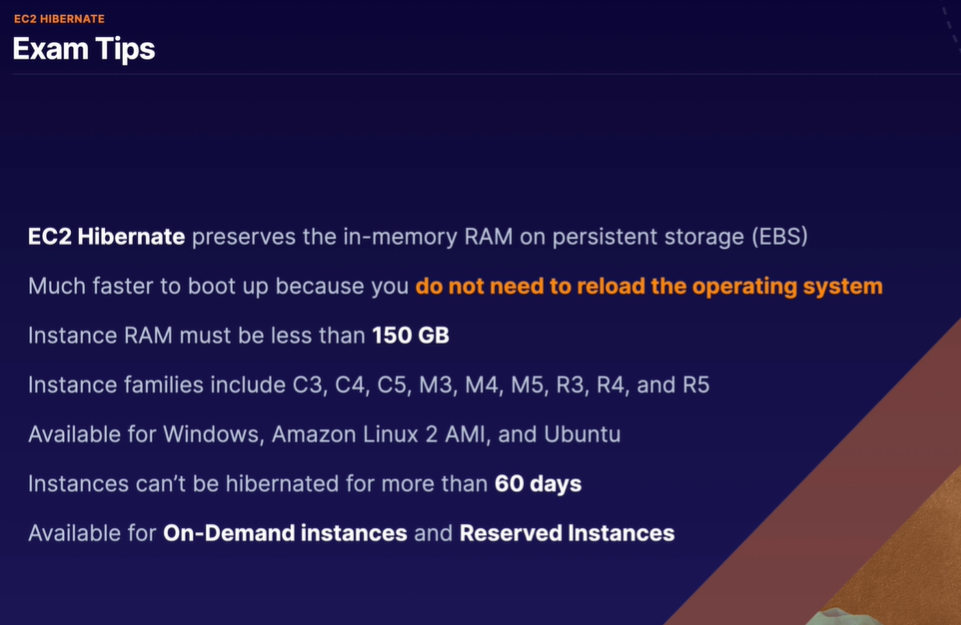 EC2 HIBERNATE
Exam Tips
EC2 Hibernate preserves the in-memory RAM on persistent storage (EBS)
Much faster to boot up because you do not need to reload the operating system
Instance RAM must be less than 150 GB
Instance families include C3, C4, C5, M3, M4, M5, R3, R4, and R5
Available for Windows, Amazon Linux 2 AMI, and Ubuntu
Instances can’t be hibernated for more than 60 days
Available for On-Demand instances and Reserved Instances